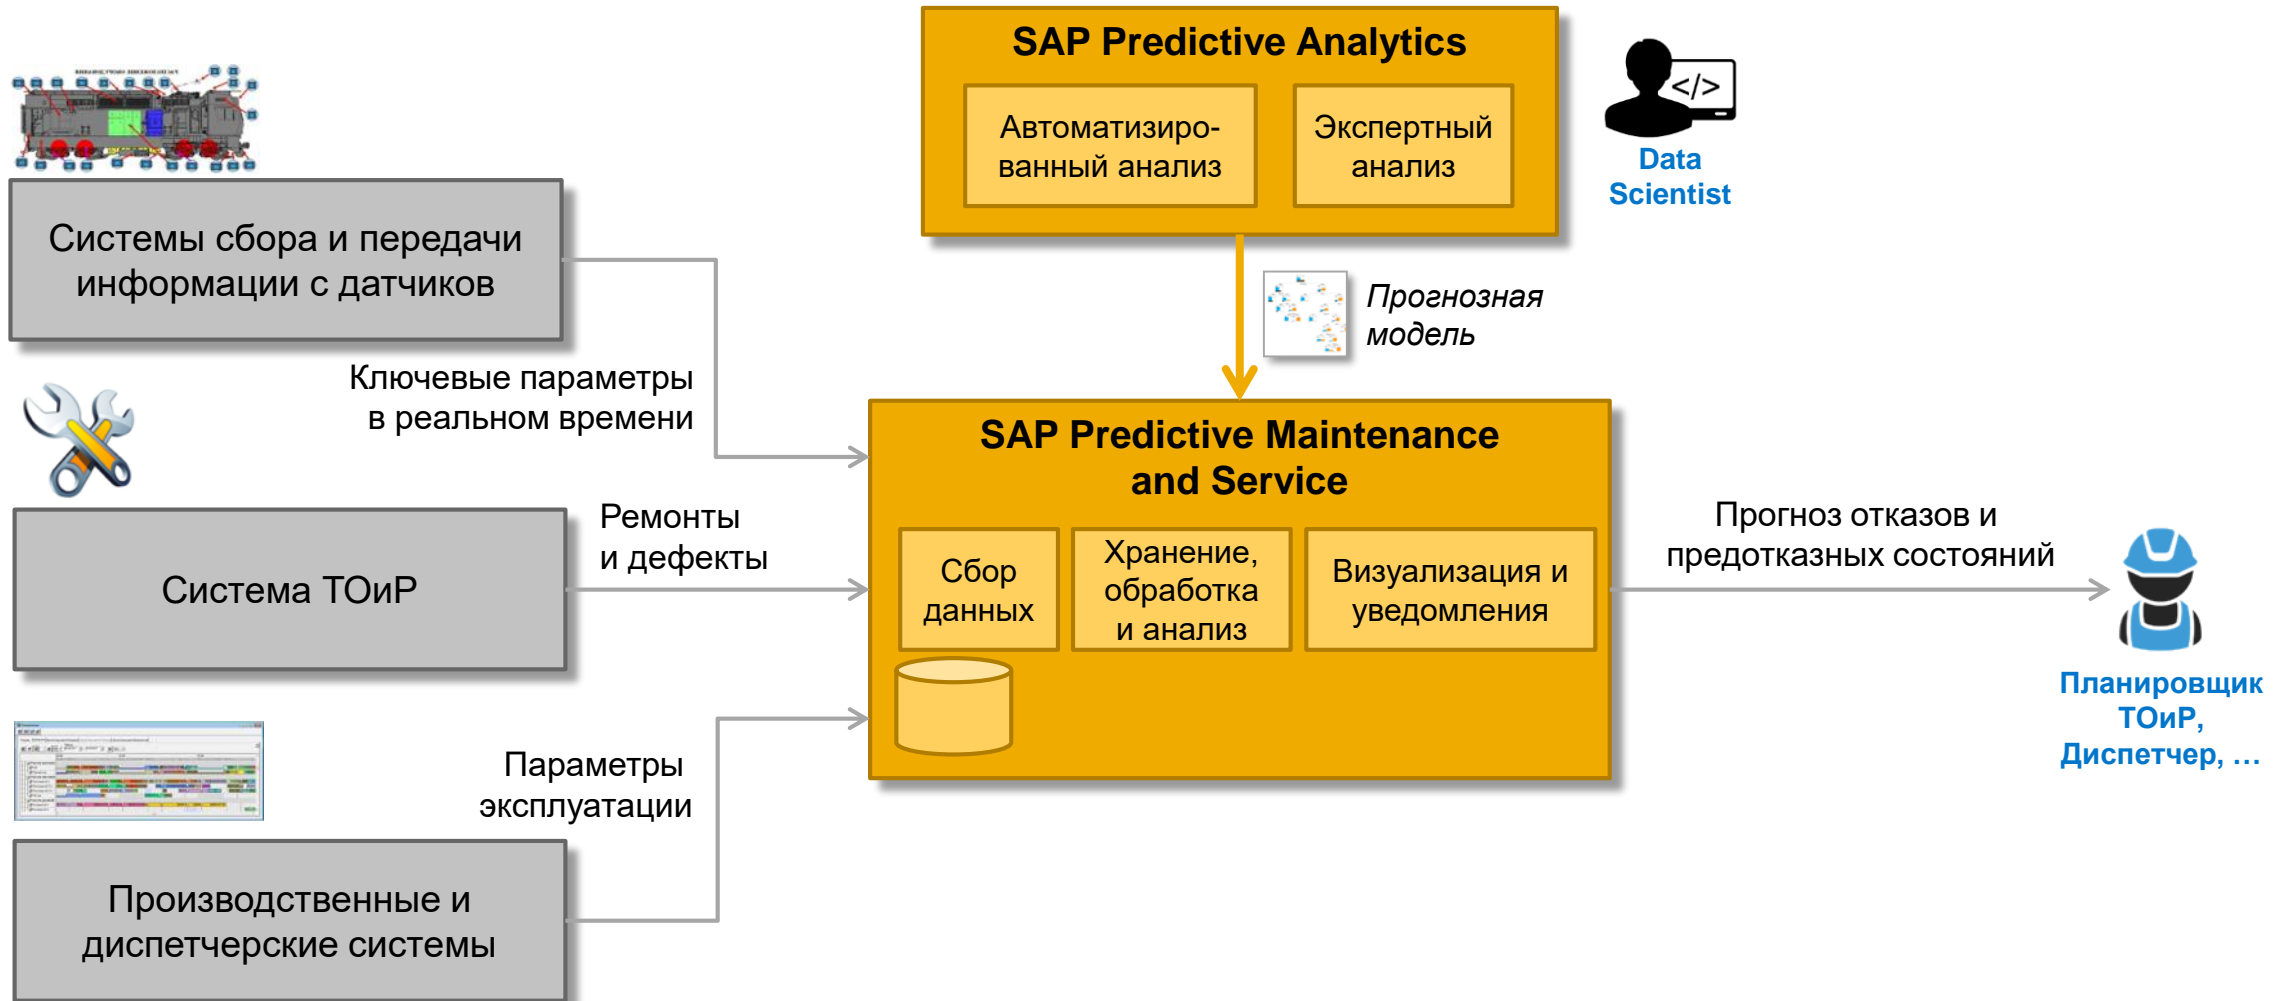 SAP Predictive Analytics
Автоматизиро-
ванный анализ
Экспертный
анализ
</>
Data
Scientist
Системы сбора и передачи
информации с датчиков
Прогнозная
модель
Ключевые параметры
в реальном времени
SAP Predictive Maintenance
and Service
Ремонты
и дефекты
Система ТОиР
Сбор
данных
Хранение,
обработка
и анализ
Визуализация и
уведомления
Прогноз отказов и
предотказных состояний
Планировщик
ТОиР,
Диспетчер, ...
Параметры
эксплуатации
Производственные и
диспетчерские системы